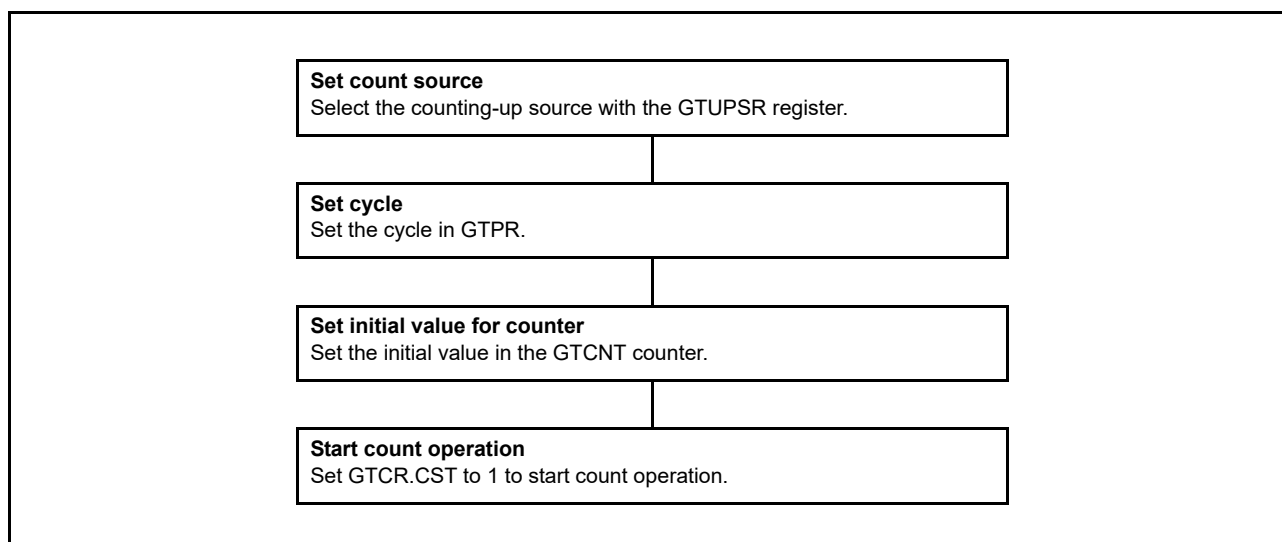 Set count source
Select the counting-up source with the GTUPSR register.
Set cycle
Set the cycle in GTPR.
Set initial value for counter
Set the initial value in the GTCNT counter.
Start count operation
Set GTCR.CST to 1 to start count operation.